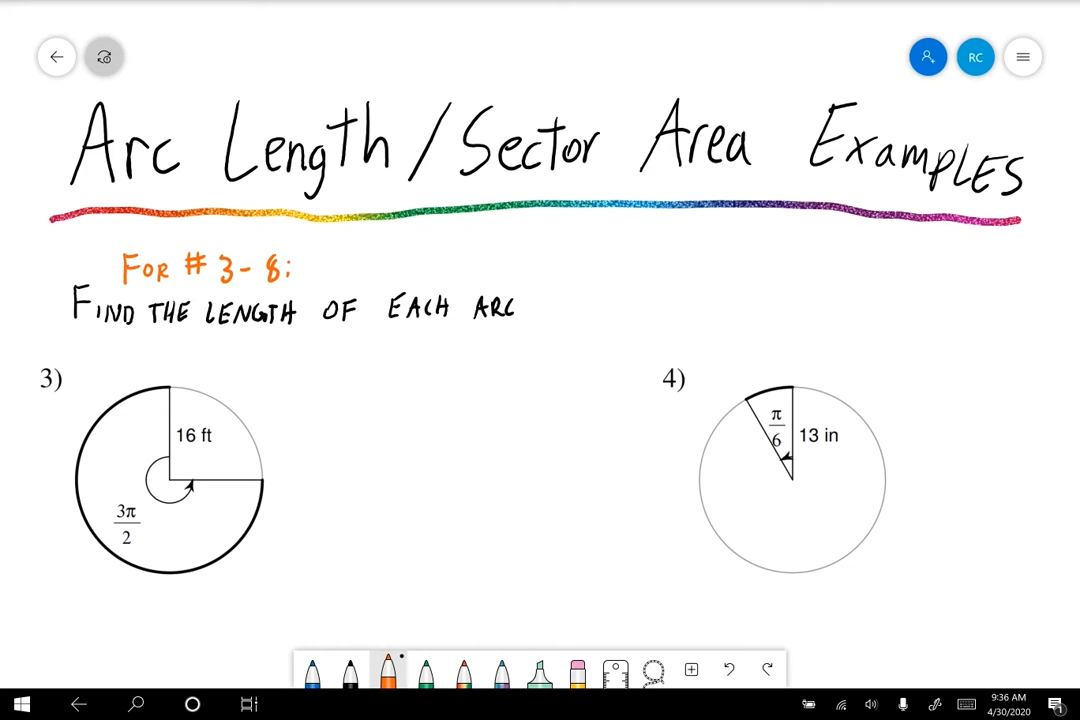 RC
Arc Length / Sector Area Examples
For # 3-8:
FIND THE LENGTH OF EACH ARC
3)
16 ft
3π
2
4)
π
6
13 in
9:36 AM
4/30/2020
1